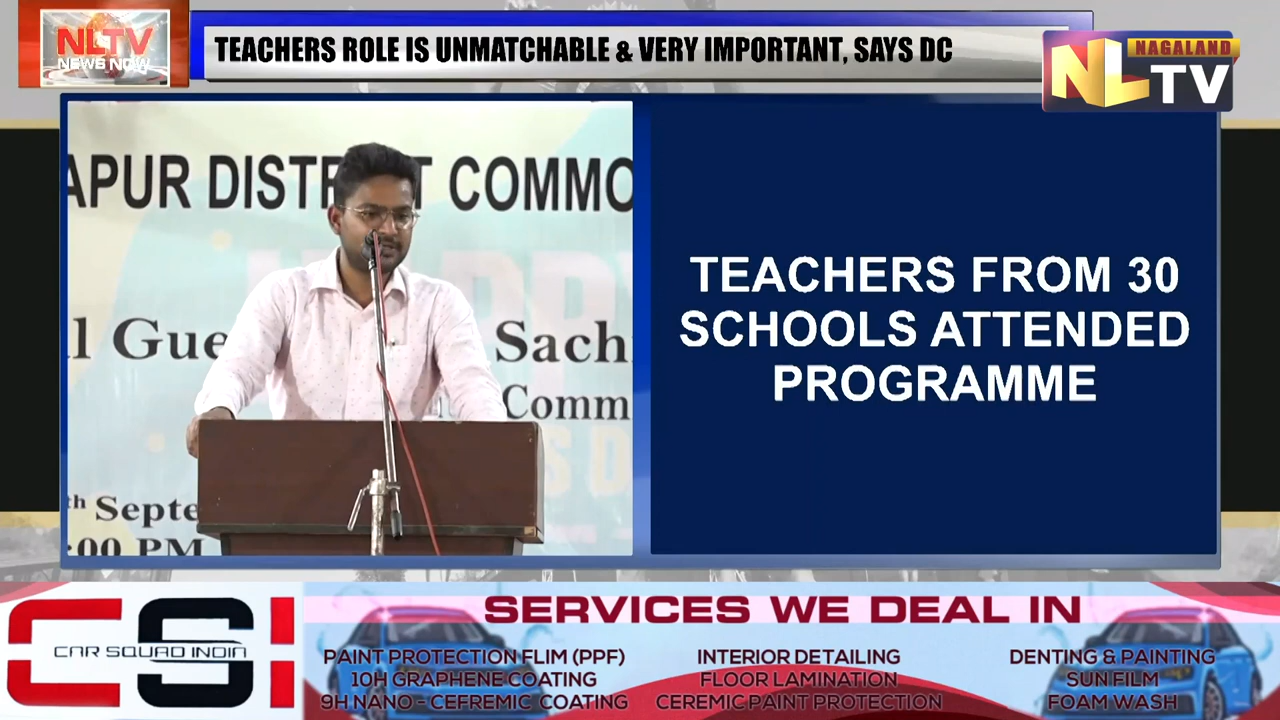 NLTV
NEWS NOW
TEACHERS ROLE IS UNMATCHABLE & VERY IMPORTANT, SAYS DC
NAGALAND
NLTV
APUR DISTRICT COMMO
l Gue Sachi
Comm
th Septe
:00 PM
TEACHERS FROM 30
SCHOOLS ATTENDED
PROGRAMME
CSI
CAR SQUAD INDIA
SERVICES WE DEAL IN
PAINT PROTECTION FLIM (PPF)
10H GRAPHENE COATING
9H NANO - CEFREMIC COATING
INTERIOR DETAILING
FLOOR LAMINATION
CEREMIC PAINT PROTECTION
DENTING & PAINTING
SUN FILM
FOAM WASH